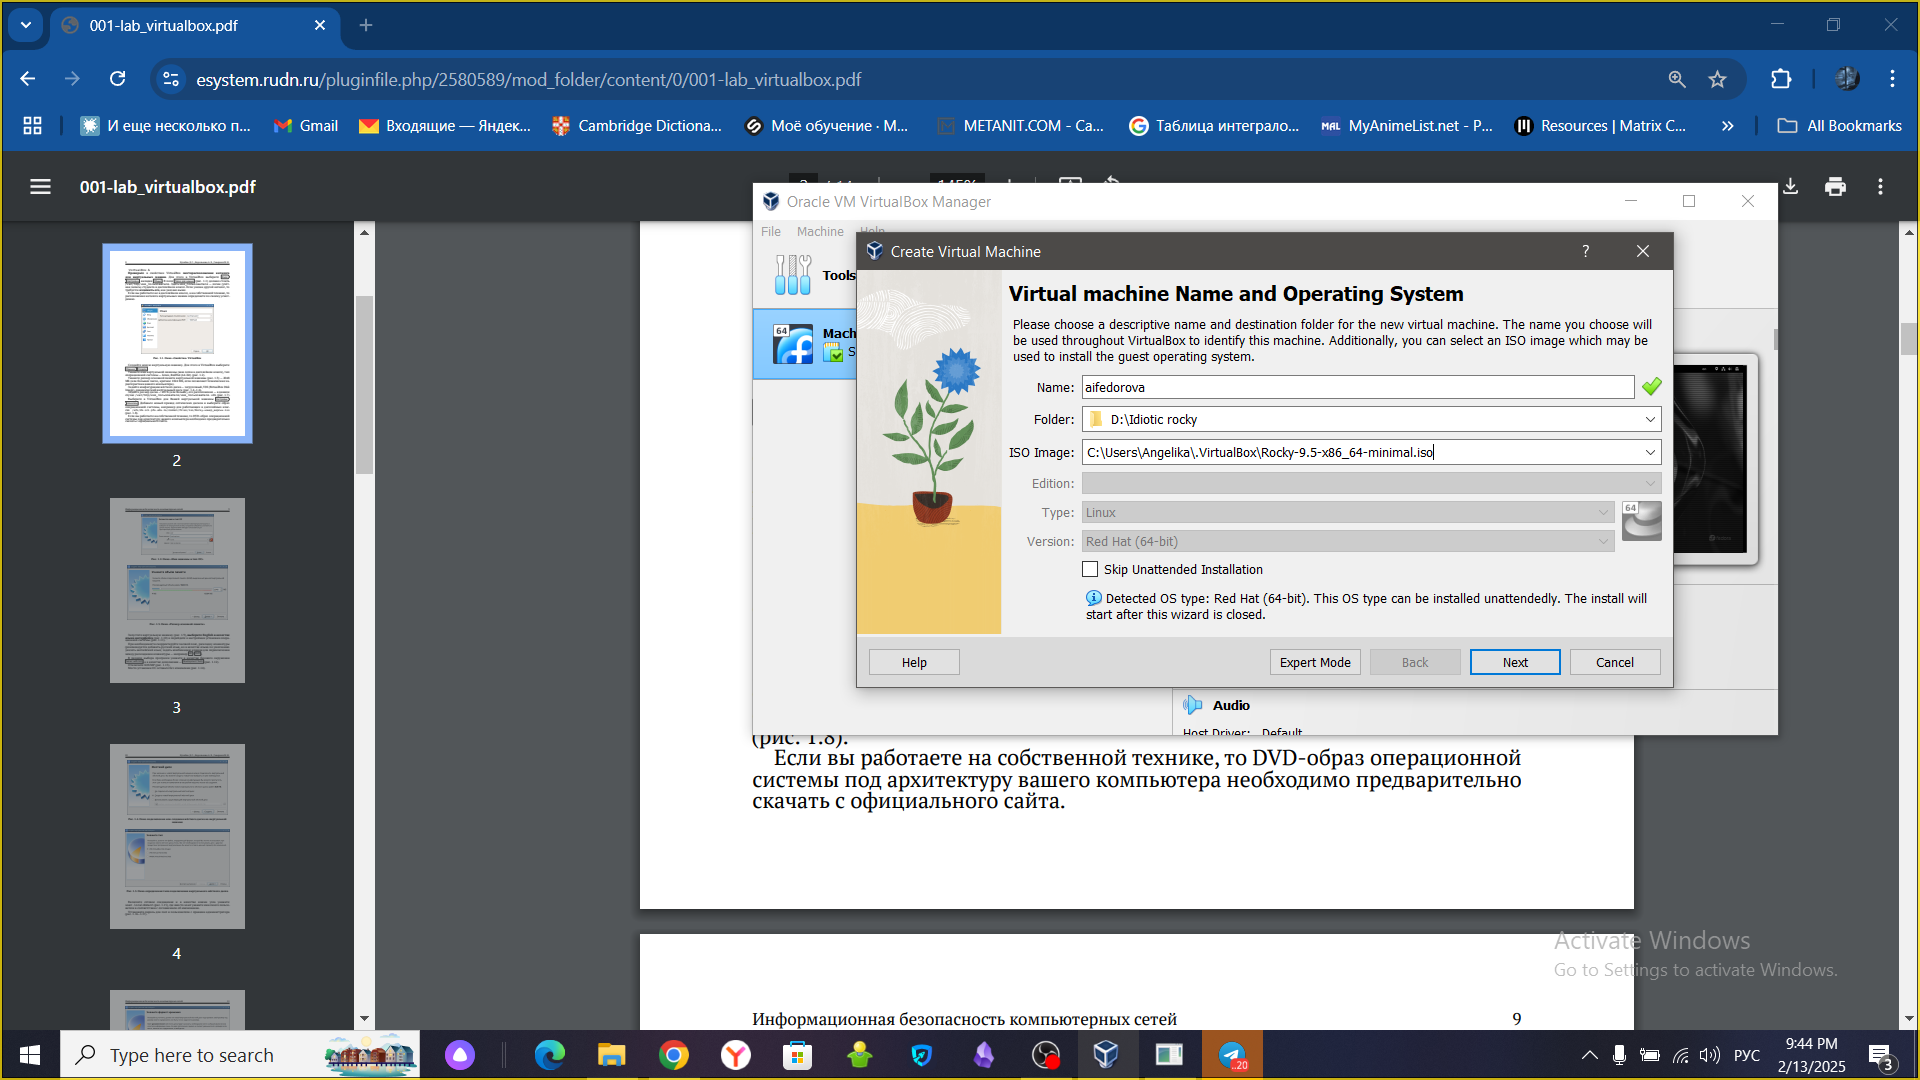 001-lab_virtualbox.pdf
esystem.rudn.ru/pluginfile.php/2580589/mod_folder/content/0/001-lab_virtualbox.pdf
И еще несколько п...
Gmail
Входящие — Яндек...
Cambridge Dictiona...
Моё обучение · М...
METANIT.COM - Са...
Таблица интеграло...
MAL MyAnimeList.net - P...
Resources | Matrix C...
All Bookmarks
001-lab_virtualbox.pdf
2
3
4
Oracle VM VirtualBox Manager
File Machine Help
Tools
64
Mach
S
Create Virtual Machine
?
Virtual machine Name and Operating System
Please choose a descriptive name and destination folder for the new virtual machine. The name you choose will
be used throughout VirtualBox to identify this machine. Additionally, you can select an ISO image which may be
used to install the guest operating system.
Name: aifedorova
Folder: D:\Idiotic rocky
ISO Image: C:\Users\Angelika\.VirtualBox\Rocky-9.5-x86_64-minimal.iso
Edition:
Type: Linux
64
Version: Red Hat (64-bit)
Skip Unattended Installation
Detected OS type: Red Hat (64-bit). This OS type can be installed unattendedly. The install will
start after this wizard is closed.
Help Expert Mode Back Next Cancel
Audio
Host Driver: Default
(рис. 1.8).
Если вы работаете на собственной технике, то DVD-образ операционной
системы под архитектуру вашего компьютера необходимо предварительно
скачать с официального сайта.
Информационная безопасность компьютерных сетей 9
Activate Windows
Go to Settings to activate Windows.
Type here to search
..20
РУС
9:44 PM
2/13/2025
3